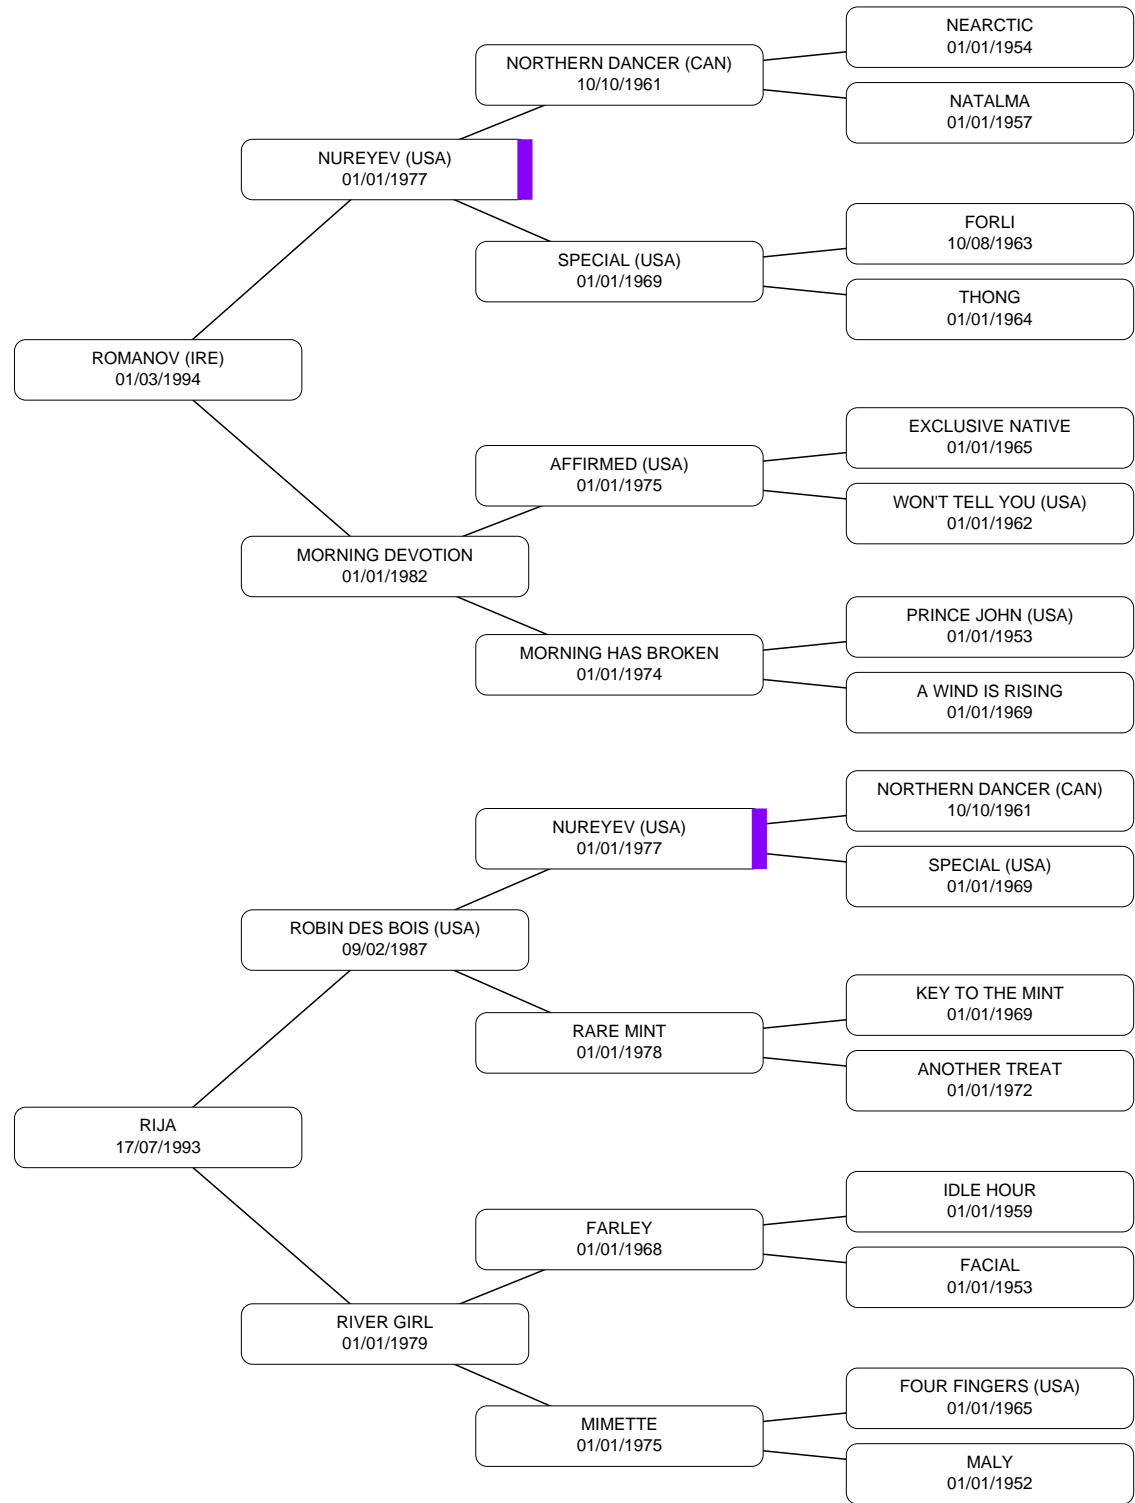 NEARCTIC
01/01/1954
NORTHERN DANCER (CAN)
10/10/1961
NATALMA
01/01/1957
NUREYEV (USA)
01/01/1977
FORLI
10/08/1963
SPECIAL (USA)
01/01/1969
THONG
01/01/1964
ROMANOV (IRE)
01/03/1994
EXCLUSIVE NATIVE
01/01/1965
AFFIRMED (USA)
01/01/1975
WON'T TELL YOU (USA)
01/01/1962
MORNING DEVOTION
01/01/1982
PRINCE JOHN (USA)
01/01/1953
MORNING HAS BROKEN
01/01/1974
A WIND IS RISING
01/01/1969
NORTHERN DANCER (CAN)
10/10/1961
NUREYEV (USA)
01/01/1977
SPECIAL (USA)
01/01/1969
ROBIN DES BOIS (USA)
09/02/1987
KEY TO THE MINT
01/01/1969
RARE MINT
01/01/1978
ANOTHER TREAT
01/01/1972
RIJA
17/07/1993
IDLE HOUR
01/01/1959
FARLEY
01/01/1968
FACIAL
01/01/1953
RIVER GIRL
01/01/1979
FOUR FINGERS (USA)
01/01/1965
MIMETTE
01/01/1975
MALY
01/01/1952